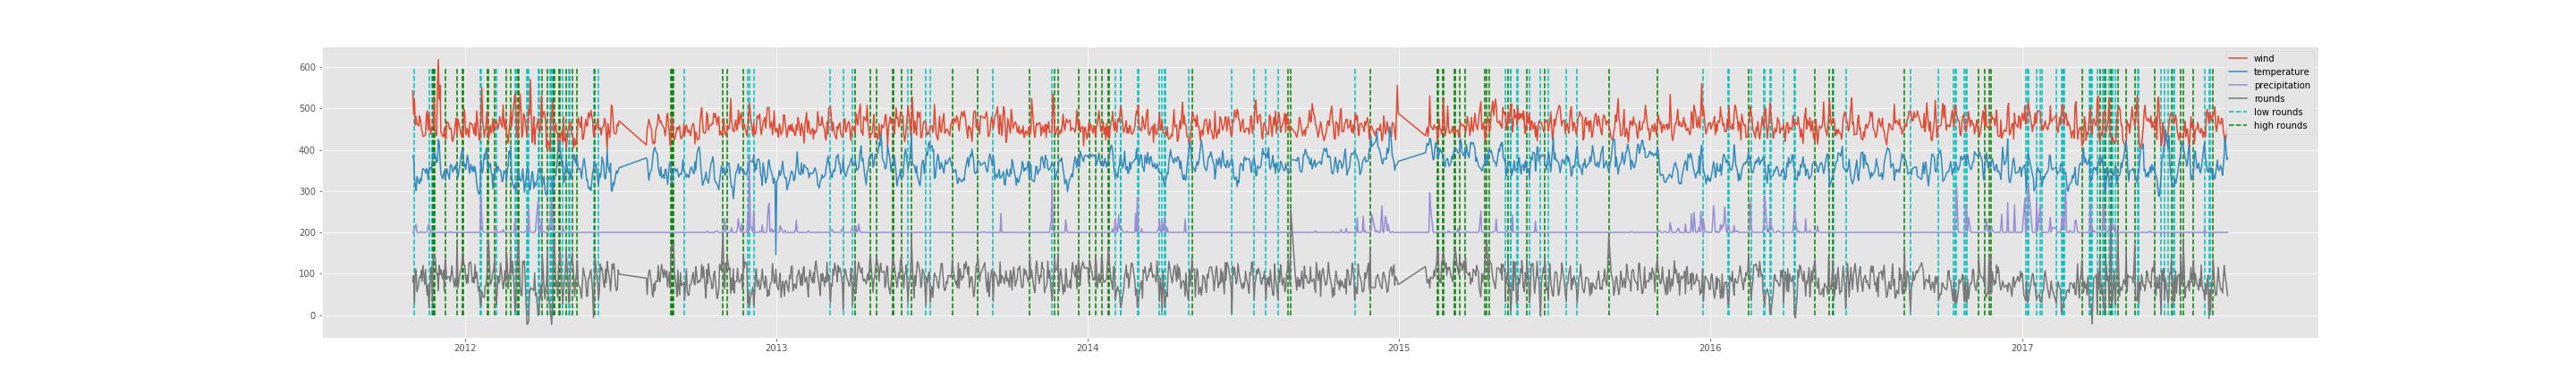 600
500
400
300
200
100
0
2012 2013 2014 2015 2016 2017
wind
temperature
precipitation
rounds
low rounds
high rounds